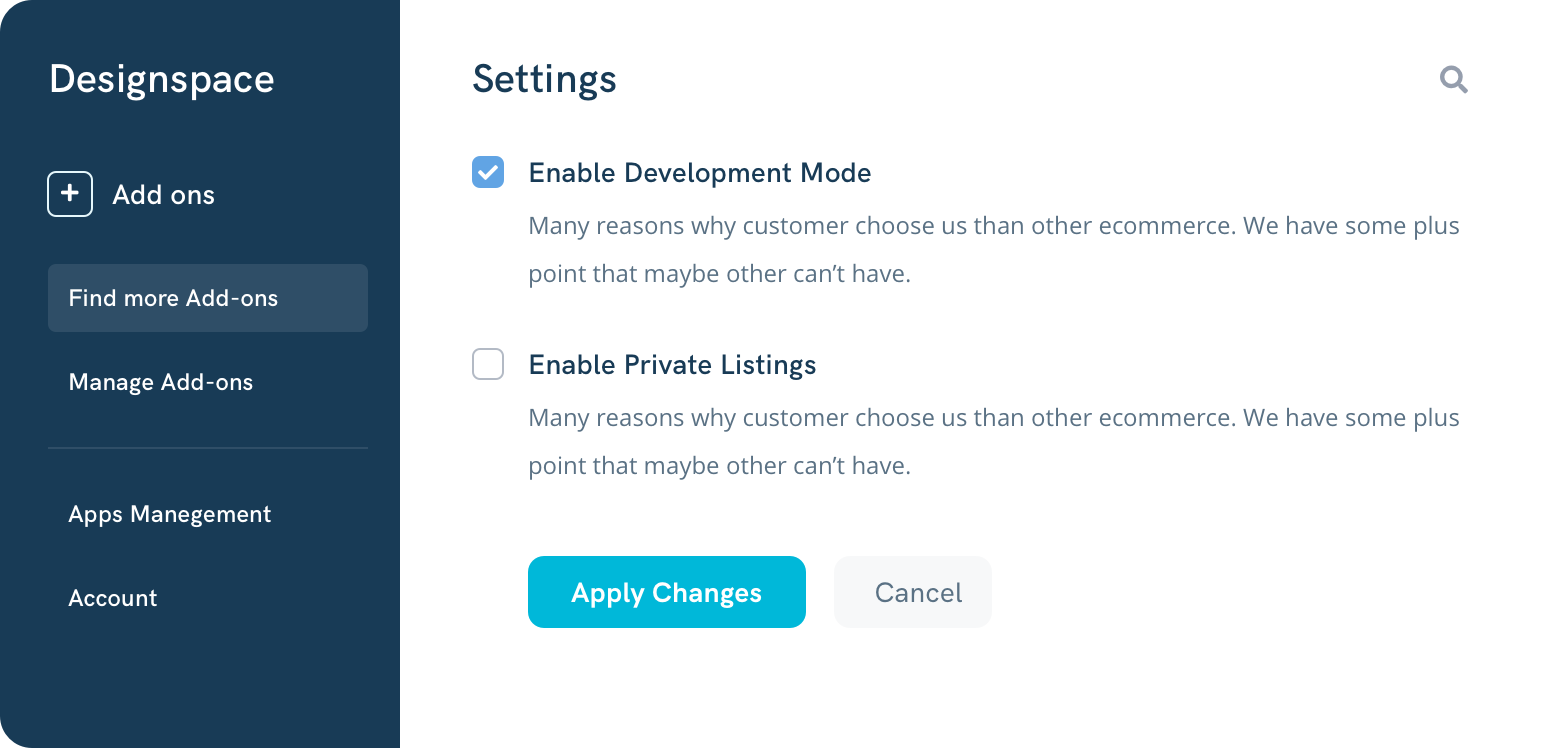 Designspace
Add ons
Find more Add-ons
Manage Add-ons
Apps Manegement
Account
Settings
Enable Development Mode
Many reasons why customer choose us than other ecommerce. We have some plus
point that maybe other can’t have.
Enable Private Listings
Many reasons why customer choose us than other ecommerce. We have some plus
point that maybe other can’t have.
Apply Changes
Cancel